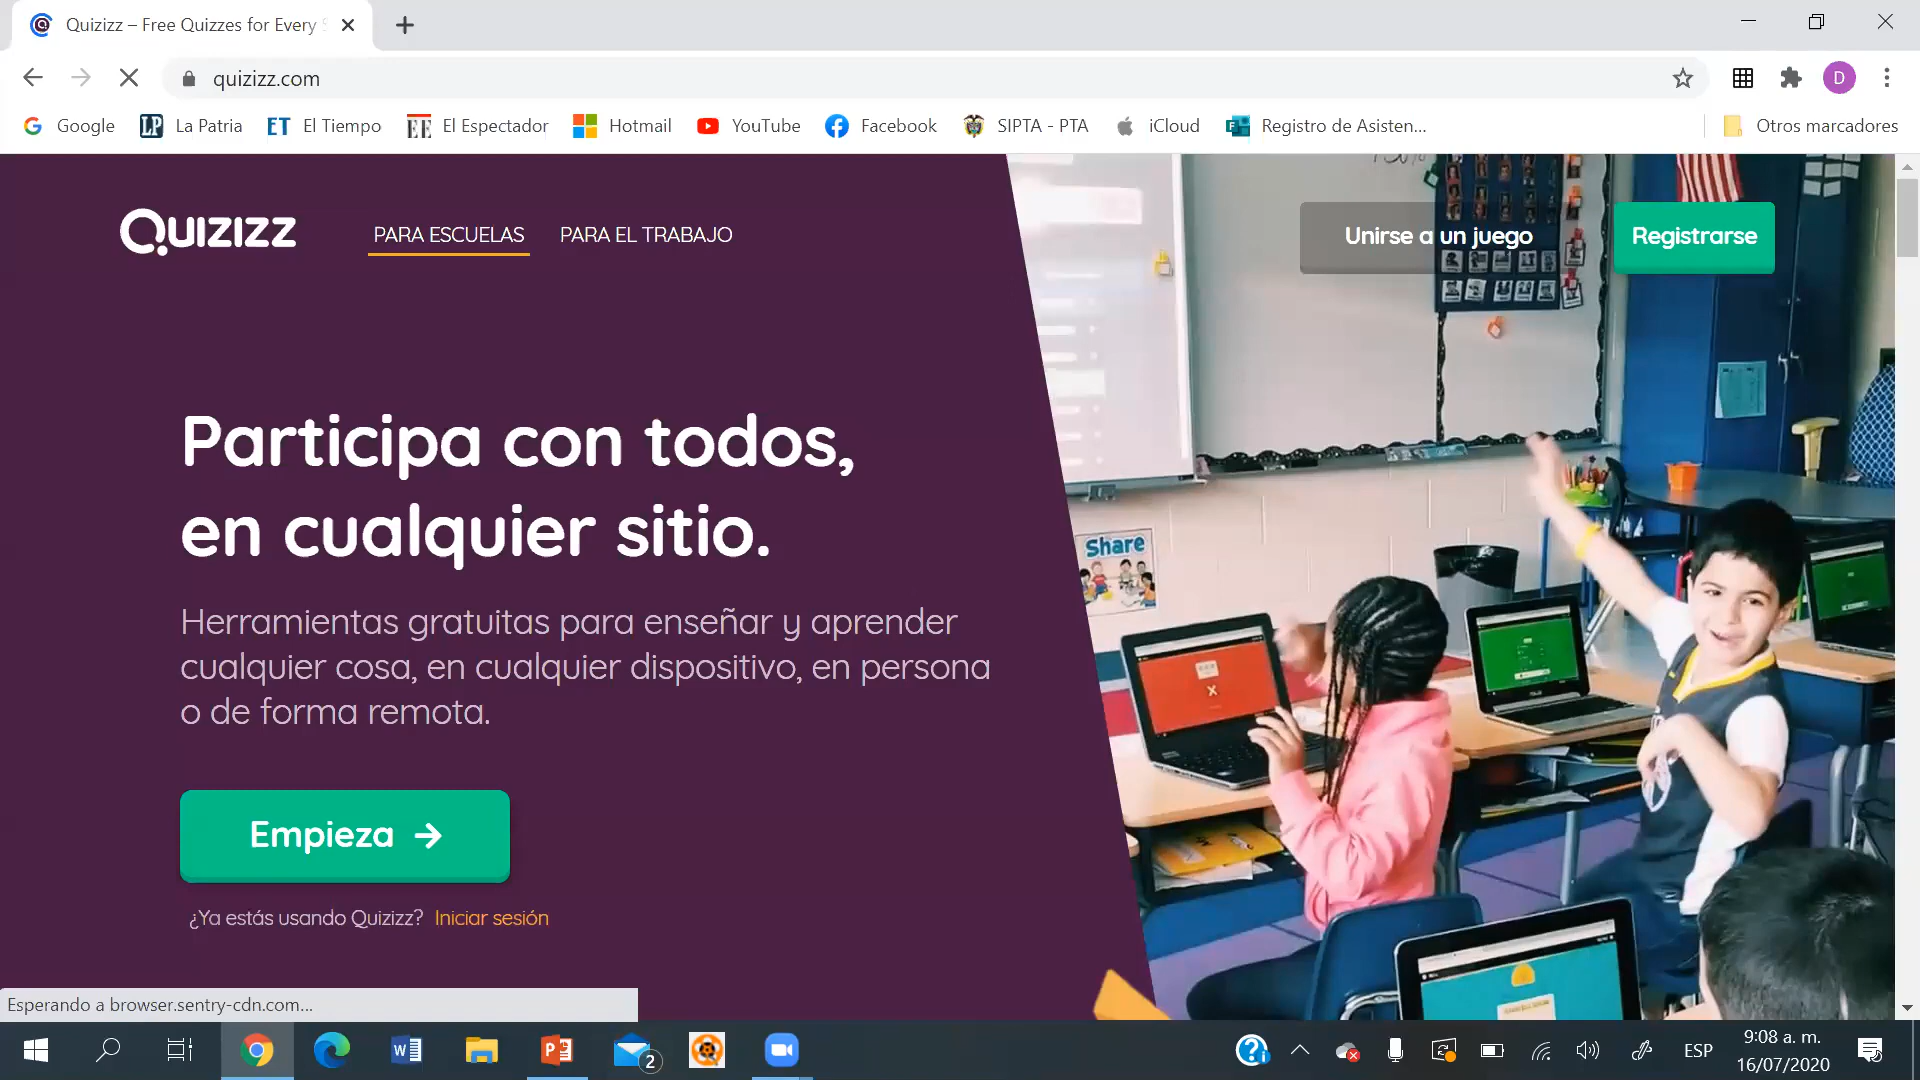 Quizizz – Free Quizzes for Every
quizizz.com
D
Google
La Patria
El Tiempo
El Espectador
Hotmail
YouTube
Facebook
SIPTA - PTA
iCloud
Registro de Asisten...
Otros marcadores
QUIZIZZ
PARA ESCUELAS
PARA EL TRABAJO
Unirse a un juego
Registrarse
Participa con todos,
en cualquier sitio.
Herramientas gratuitas para enseñar y aprender
cualquier cosa, en cualquier dispositivo, en persona
o de forma remota.
Empieza →
¿Ya estás usando Quizizz? Iniciar sesión
Share
Esperando a browser.sentry-cdn.com...
2
ESP
9:08 a. m.
16/07/2020